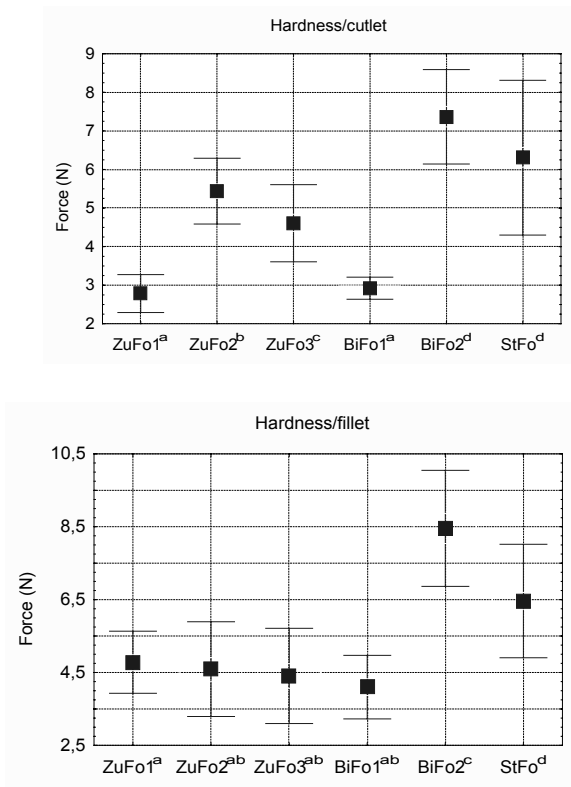 Hardness/cutlet
9
8
7
6
5
4
3
2
Force (N)
ZuFo1ᵃ ZuFo2ᵇ ZuFo3ᶜ BiFo1ᵃ BiFo2ᵈ StFoᵈ
Hardness/fillet
10,5
8,5
6,5
4,5
2,5
Force (N)
ZuFo1ᵃ ZuFo2ᵃᵇ ZuFo3ᵃᵇ BiFo1ᵃᵇ BiFo2ᶜ StFoᵈ